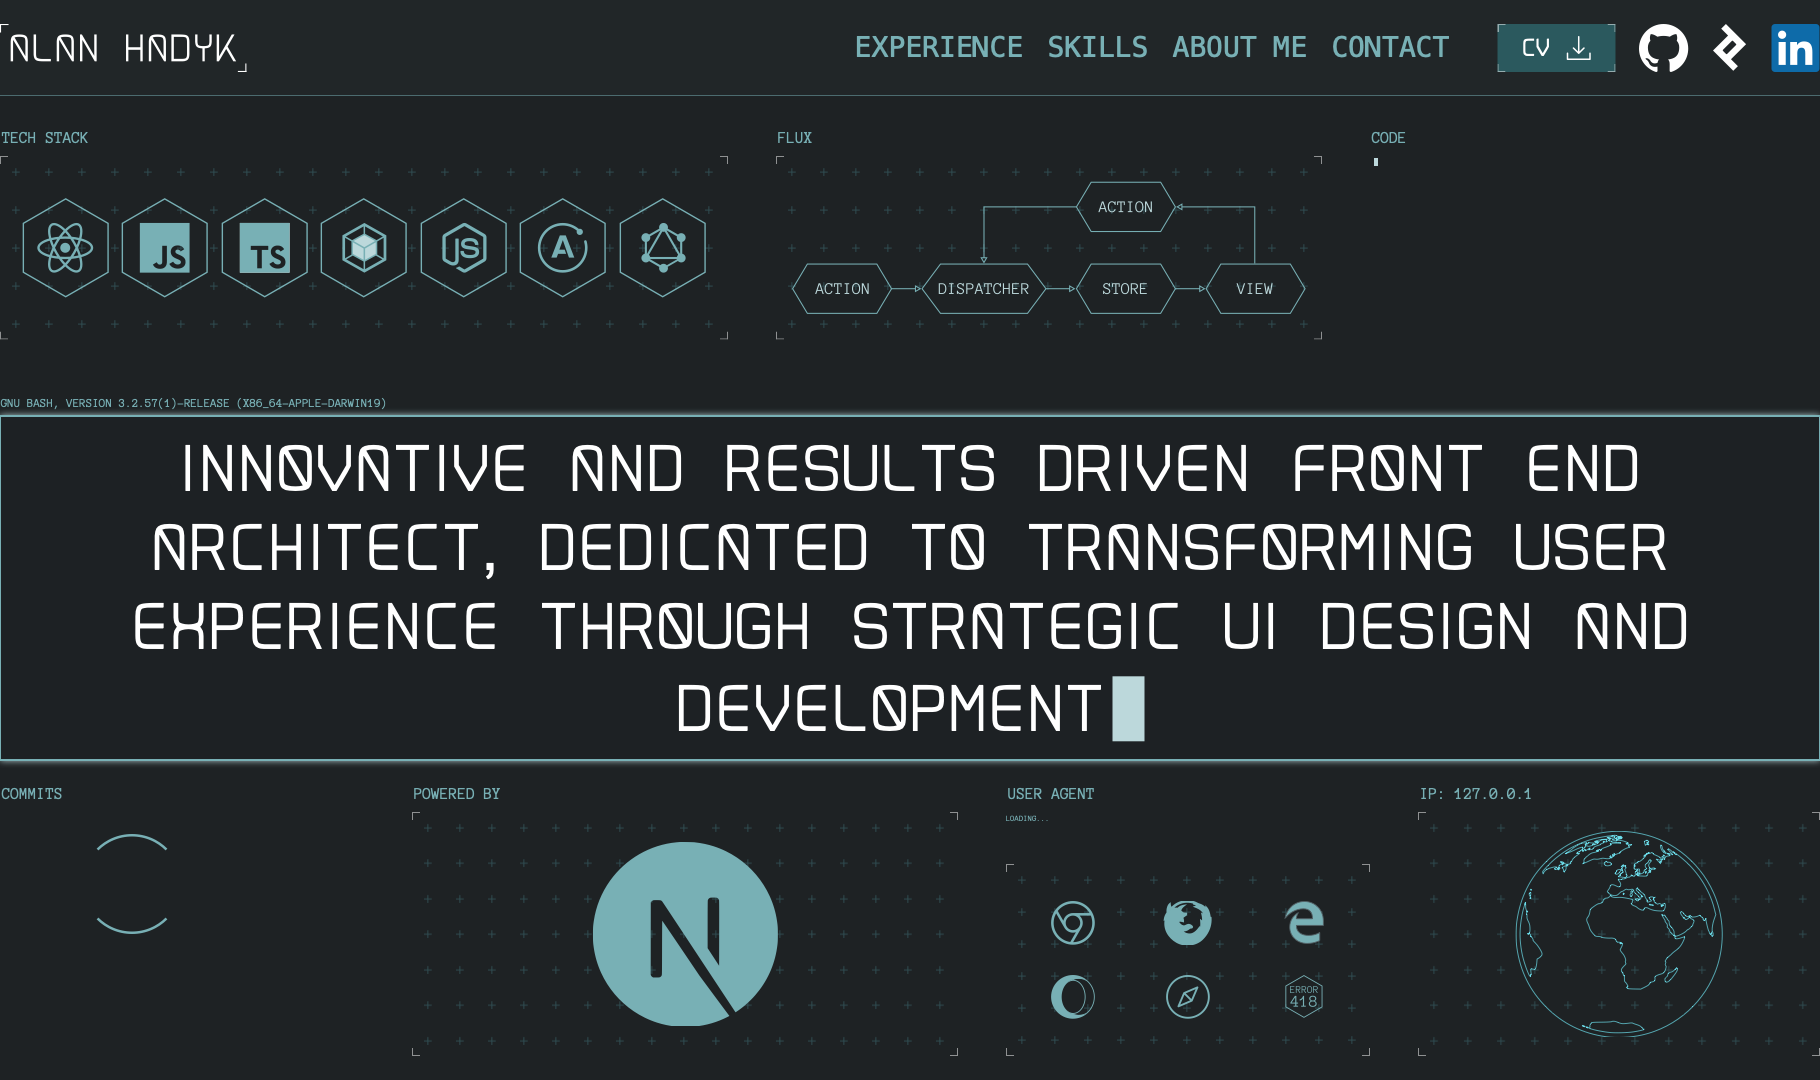 ALAN HADYK
EXPERIENCE SKILLS ABOUT ME CONTACT
CV
in
TECH STACK
FLUX
CODE
JS
TS
JS
A
ACTION
ACTION
DISPATCHER
STORE
VIEW
GNU BASH, VERSION 3.2.57(1)-RELEASE (X86_64-APPLE-DARWIN19)
INNOVATIVE AND RESULTS DRIVEN FRONT END
ARCHITECT, DEDICATED TO TRANSFORMING USER
EXPERIENCE THROUGH STRATEGIC UI DESIGN AND
DEVELOPMENT
COMMITS
POWERED BY
USER AGENT
IP: 127.0.0.1
LOADING...
N
ERROR
418